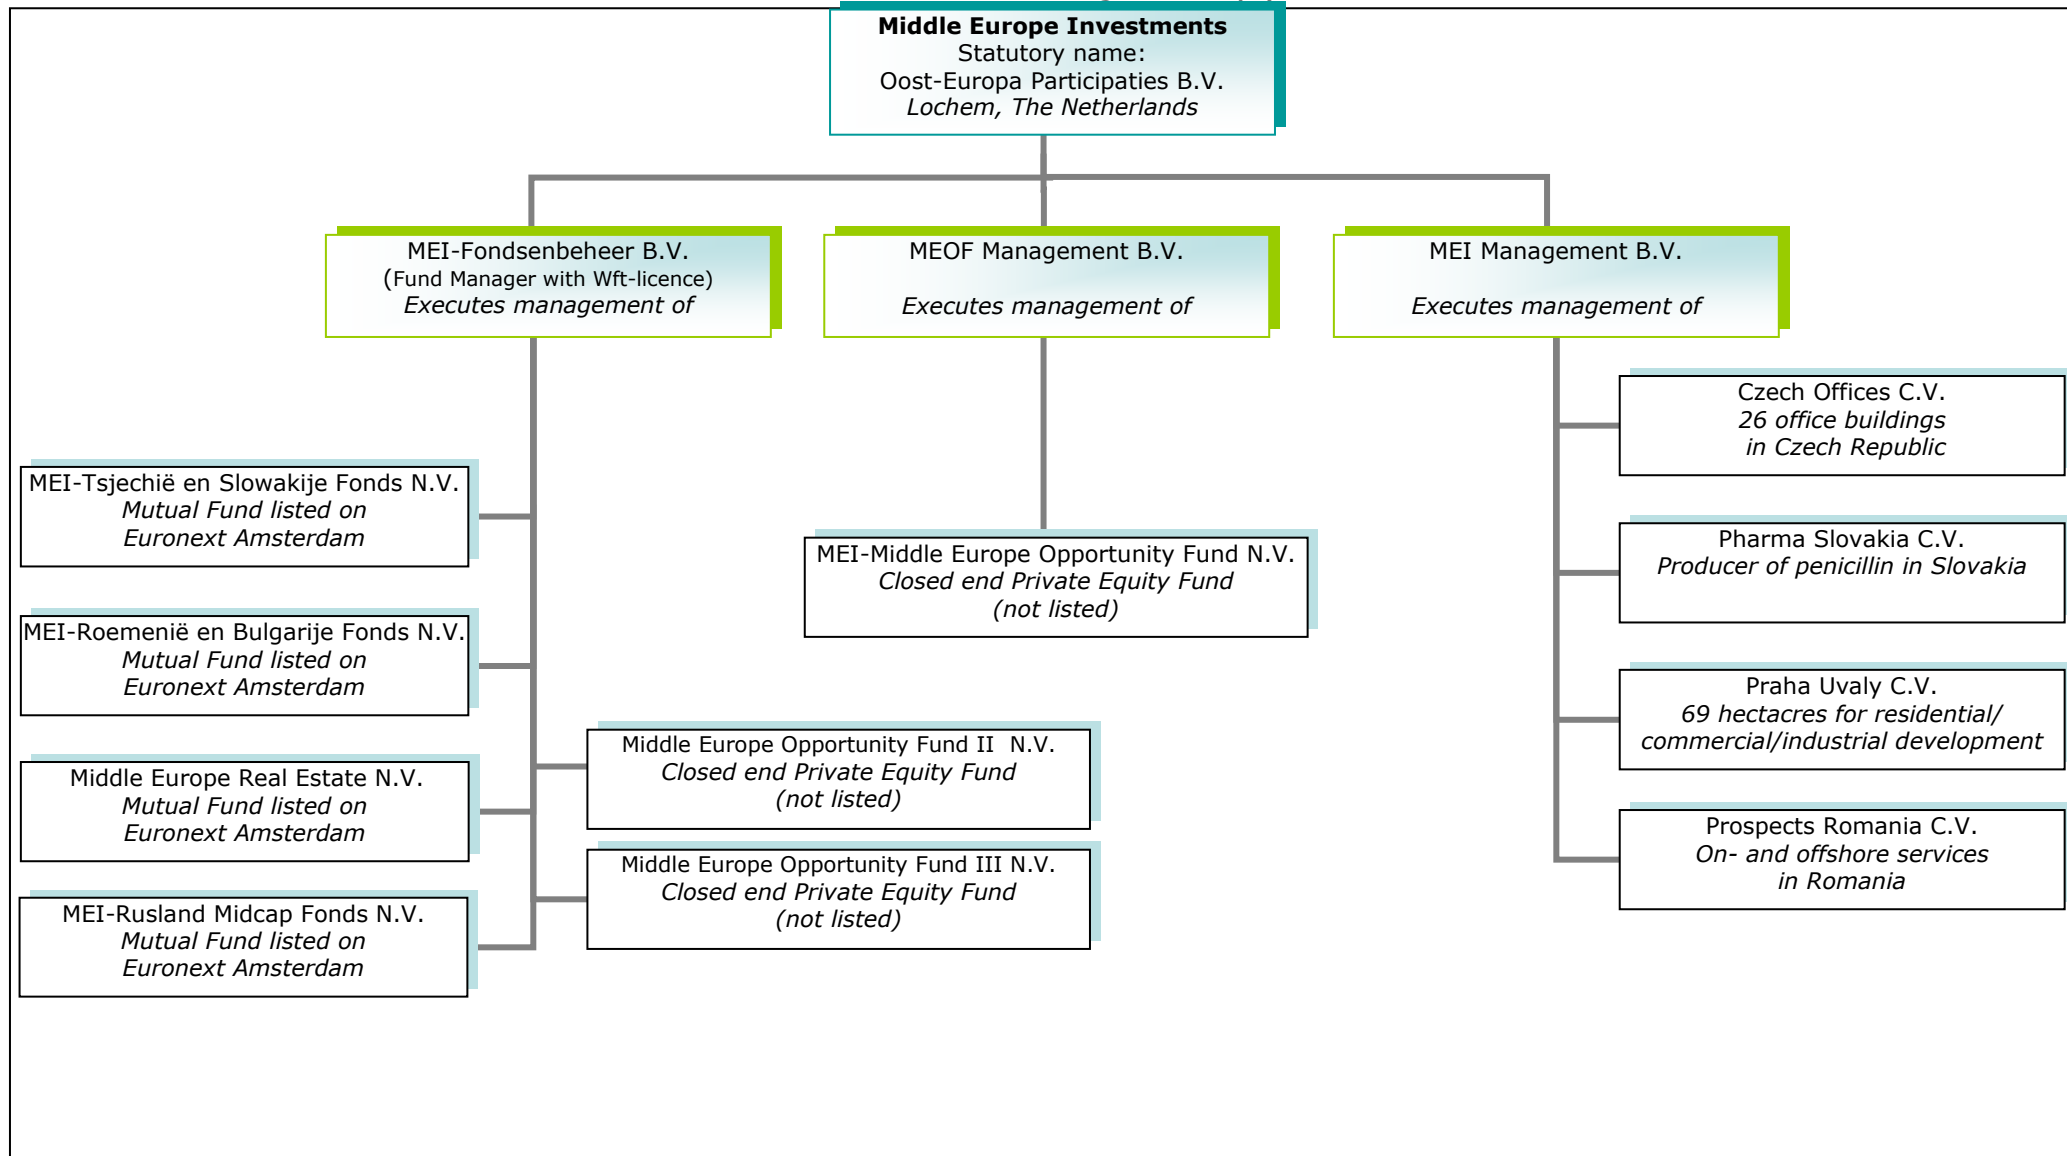 Middle Europe Investments
Statutory name:
Oost-Europa Participaties B.V.
Lochem, The Netherlands
MEI-Fondsenbeheer B.V.
(Fund Manager with Wft-licence)
Executes management of
MEOF Management B.V.
Executes management of
MEI Management B.V.
Executes management of
MEI-Tsjechië en Slowakije Fonds N.V.
Mutual Fund listed on
Euronext Amsterdam
MEI-Roemenië en Bulgarije Fonds N.V.
Mutual Fund listed on
Euronext Amsterdam
Middle Europe Real Estate N.V.
Mutual Fund listed on
Euronext Amsterdam
MEI-Rusland Midcap Fonds N.V.
Mutual Fund listed on
Euronext Amsterdam
Middle Europe Opportunity Fund II N.V.
Closed end Private Equity Fund
(not listed)
Middle Europe Opportunity Fund III N.V.
Closed end Private Equity Fund
(not listed)
MEI-Middle Europe Opportunity Fund N.V.
Closed end Private Equity Fund
(not listed)
Czech Offices C.V.
26 office buildings
in Czech Republic
Pharma Slovakia C.V.
Producer of penicillin in Slovakia
Praha Uvaly C.V.
69 hectacres for residential/
commercial/industrial development
Prospects Romania C.V.
On- and offshore services
in Romania